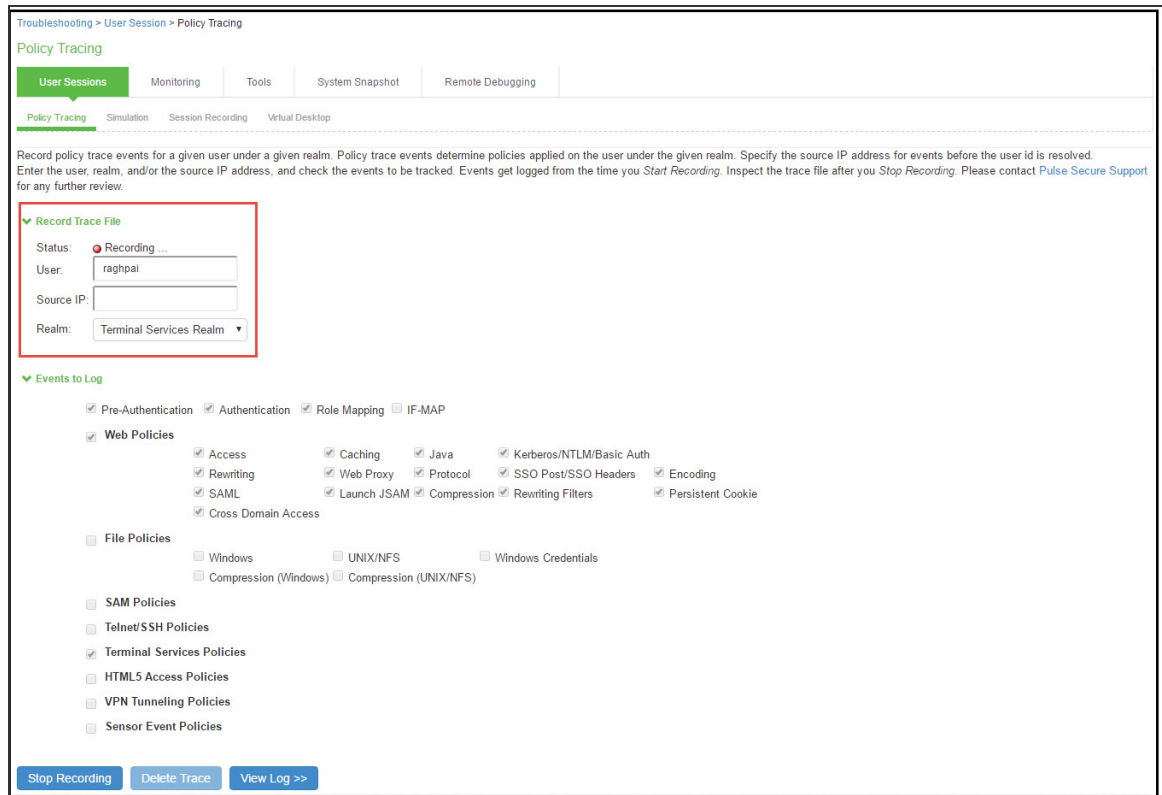 Troubleshooting > User Session > Policy Tracing
Policy Tracing
User Sessions Monitoring Tools System Snapshot Remote Debugging
Policy Tracing Simulation Session Recording Virtual Desktop
Record policy trace events for a given user under a given realm. Policy trace events determine policies applied on the user under the given realm. Specify the source IP address for events before the user id is resolved.
Enter the user, realm, and/or the source IP address, and check the events to be tracked. Events get logged from the time you Start Recording. Inspect the trace file after you Stop Recording. Please contact Pulse Secure Support
for any further review.
Record Trace File
Status: Recording ...
User: raghpai
Source IP:
Realm: Terminal Services Realm
Events to Log
Pre-Authentication Authentication Role Mapping IF-MAP
Web Policies
Access Caching Java Kerberos/NTLM/Basic Auth
Rewriting Web Proxy Protocol SSO Post/SSO Headers Encoding
SAML Launch JSAM Compression Rewriting Filters Persistent Cookie
Cross Domain Access
File Policies
Windows UNIX/NFS Windows Credentials
Compression (Windows) Compression (UNIX/NFS)
SAM Policies
Telnet/SSH Policies
Terminal Services Policies
HTML5 Access Policies
VPN Tunneling Policies
Sensor Event Policies
Stop Recording Delete Trace View Log >>